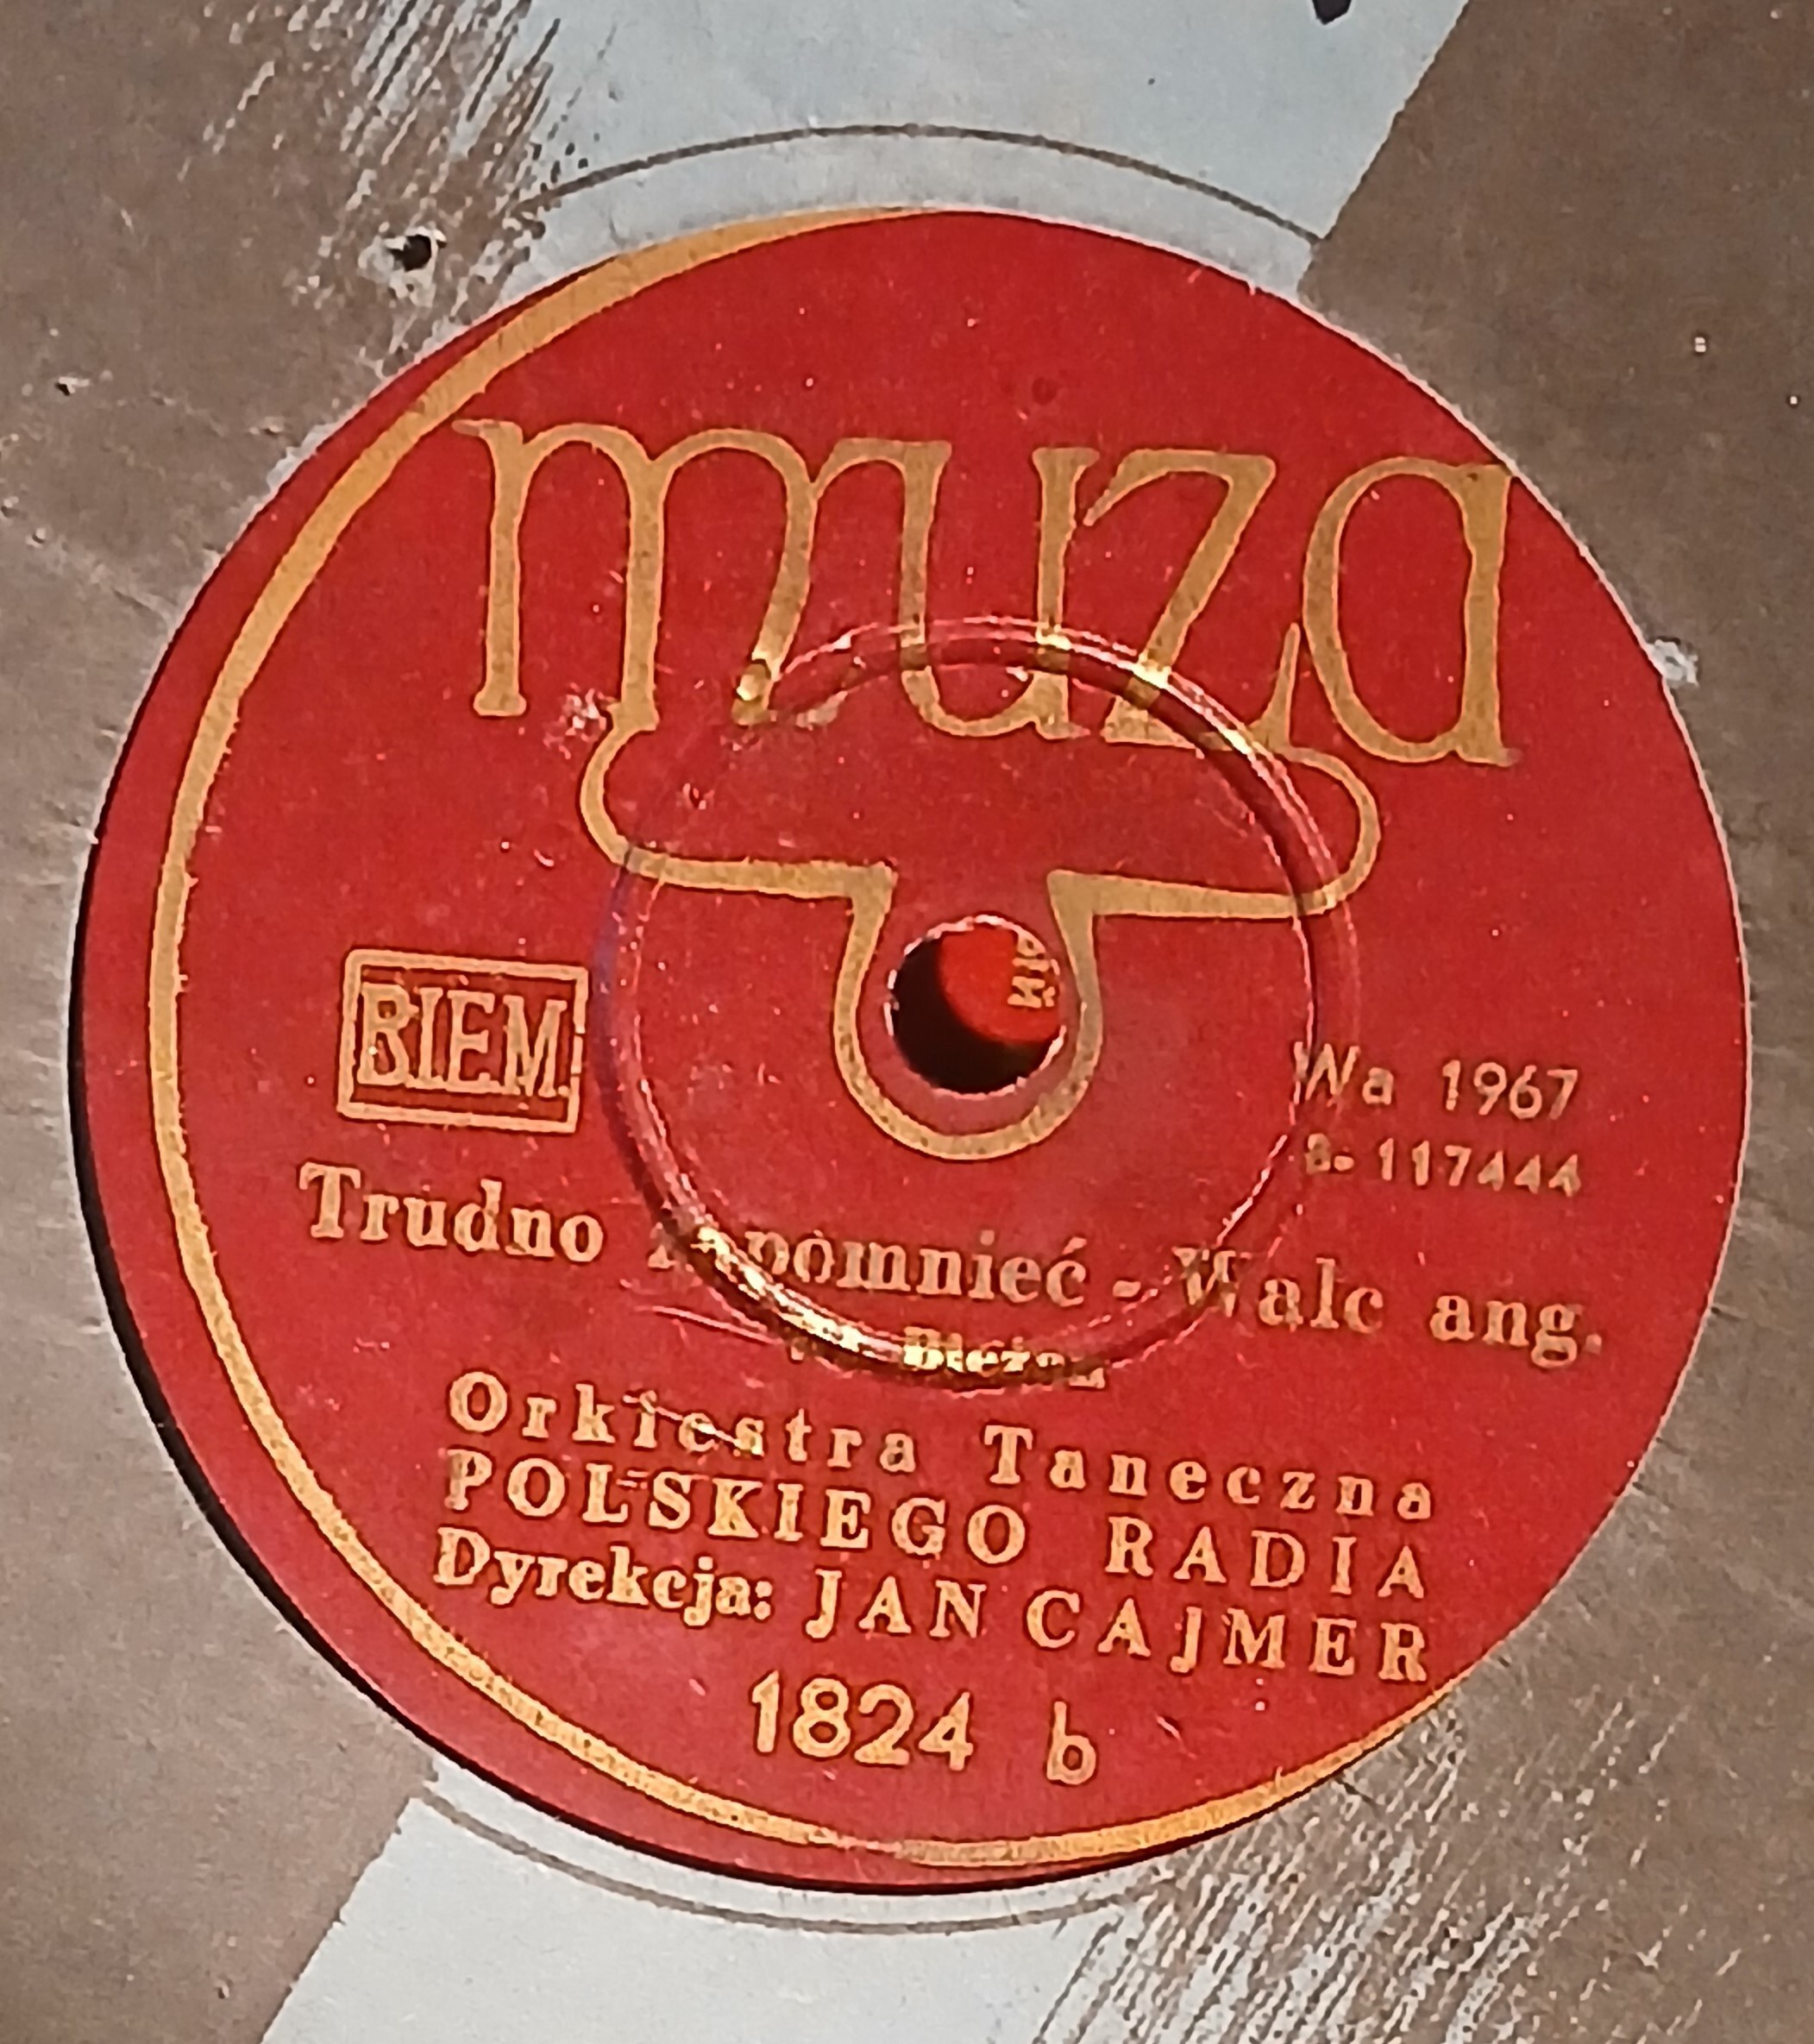 muza
BIEM
Wa 1967
117444
Trudno Zapomnieć - Walc ang.
Orkiestra Taneczna
POLSKIEGO RADIA
Dyrekcja: JAN CAJMER
1824 b